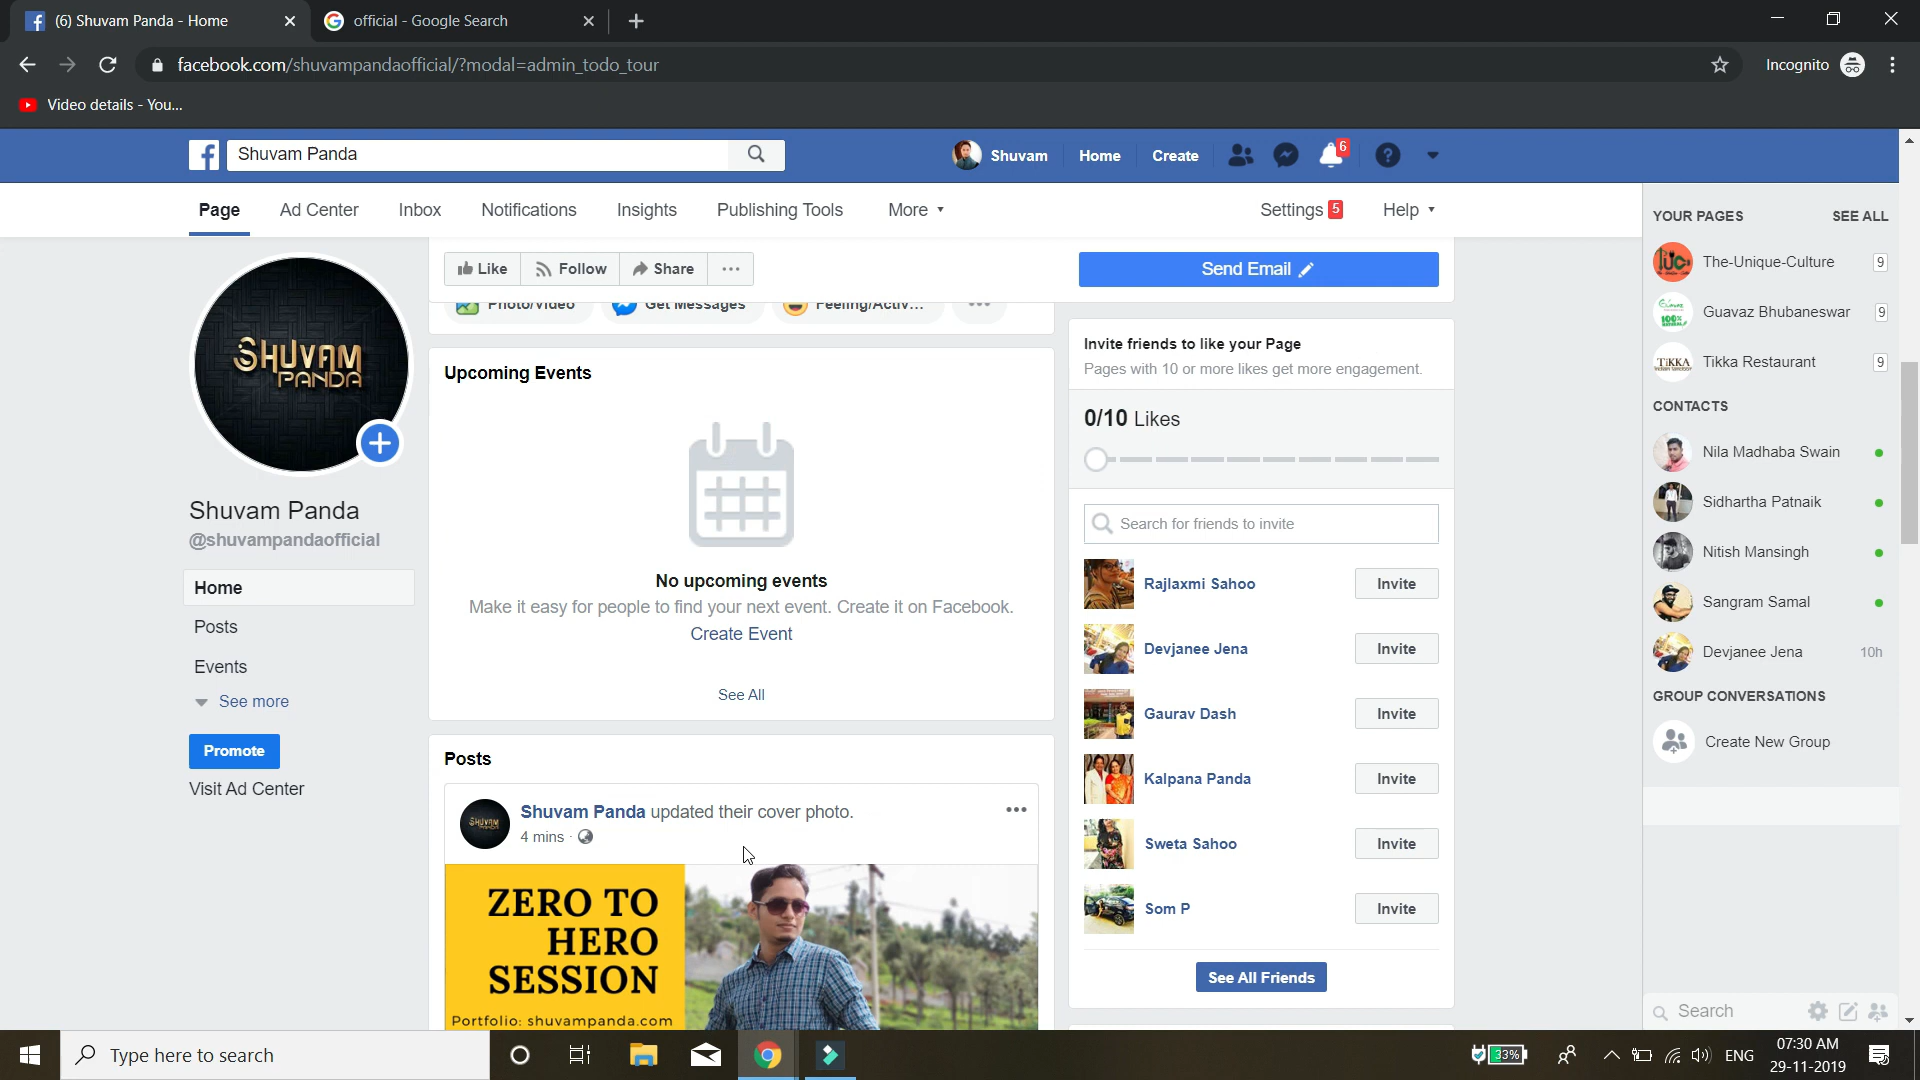 (6) Shuvam Panda - Home
official - Google Search
facebook.com/shuvampandaofficial/?modal=admin_todo_tour
Incognito
Video details - You...
Shuvam Panda
Shuvam
Home
Create
6
Page
Ad Center
Inbox
Notifications
Insights
Publishing Tools
More
Settings 5
Help
SHUVAM
PANDA
Shuvam Panda
@shuvampandaofficial
Home
Posts
Events
See more
Promote
Visit Ad Center
Like
Follow
Share
Send Email
Photo/Video
Get Messages
Feeling/Activ...
Upcoming Events
No upcoming events
Make it easy for people to find your next event. Create it on Facebook.
Create Event
See All
Posts
Shuvam Panda updated their cover photo.
4 mins
ZERO TO
HERO
SESSION
Portfolio: shuvampanda.com
Invite friends to like your Page
Pages with 10 or more likes get more engagement.
0/10 Likes
Search for friends to invite
Rajlaxmi Sahoo
Invite
Devjanee Jena
Invite
Gaurav Dash
Invite
Kalpana Panda
Invite
Sweta Sahoo
Invite
Som P
Invite
See All Friends
YOUR PAGES
SEE ALL
The-Unique-Culture
9
Guavaz Bhubaneswar
9
TiKKA
Tikka Restaurant
9
CONTACTS
Nila Madhaba Swain
Sidhartha Patnaik
Nitish Mansingh
Sangram Samal
Devjanee Jena
10h
GROUP CONVERSATIONS
Create New Group
Search
Type here to search
33%
ENG
07:30 AM
29-11-2019